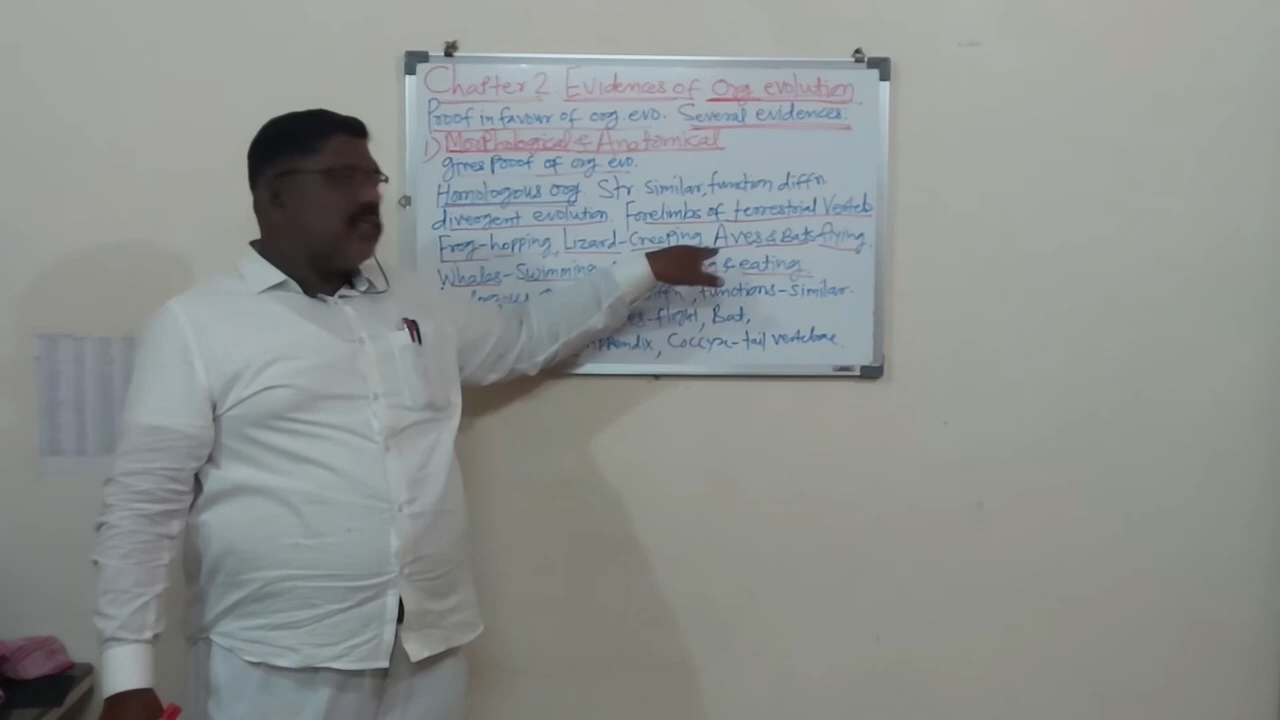 Chapter 2. Evidences of Org evolution
Proof in favour of org. evo. Several evidences.
1) Morphological & Anatomical
gives proof of org evo.
Homologous org. Str similar, function diffn
divergent evolution. Forelimbs of terrestrial Verteb
Frog-hopping, Lizard-Creeping, Aves & Bats flying.
Whales-Swimming & eating
functions-similar.
flight, Bat,
Coccyx-tail vertebrae.